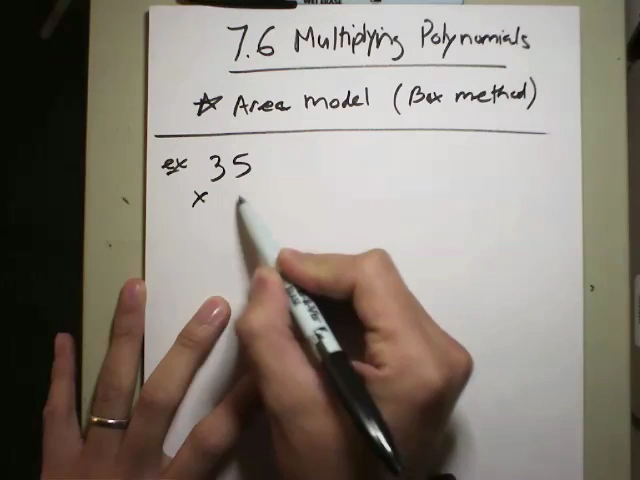 7.6 Multiplying Polynomials
☆ Area model (Box method)
ex 35
x